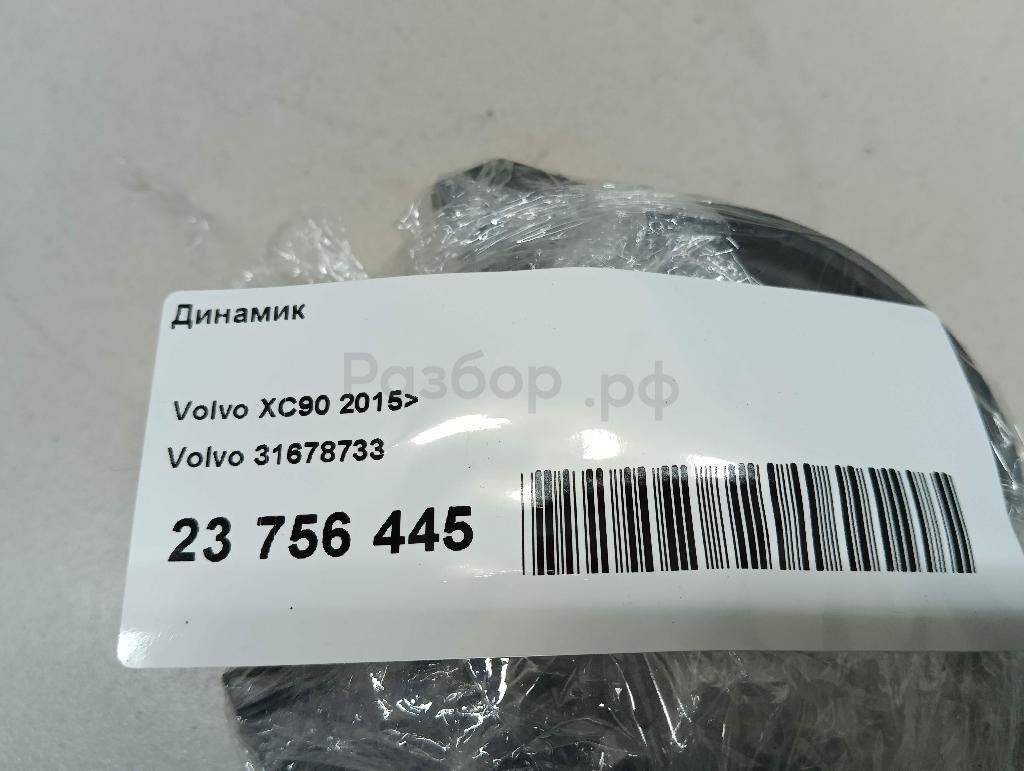 Динамик
Разбор.рф
Volvo XC90 2015>
Volvo 31678733
23 756 445